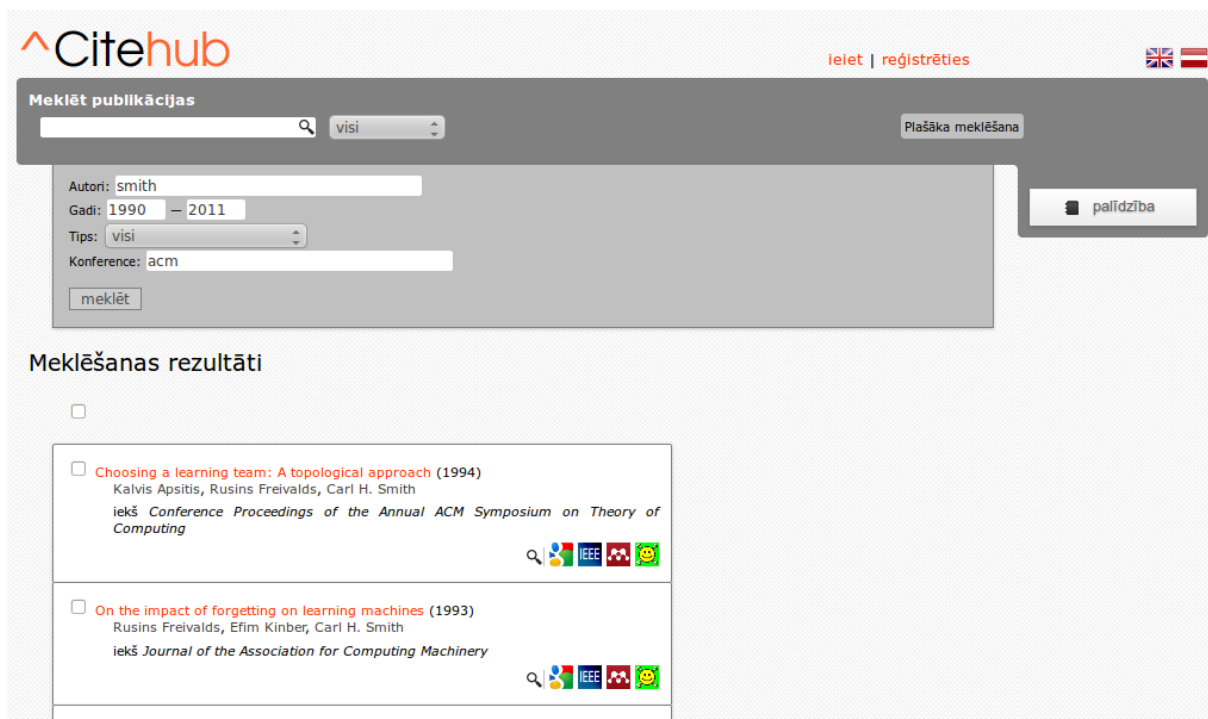 ^Citehub
ieiet | reģistrēties
Meklēt publikācijas
visi
Plašāka meklēšana
Autori: smith
Gadi: 1990 – 2011
Tips: visi
Konference: acm
meklēt
palīdzība
Meklēšanas rezultāti
Choosing a learning team: A topological approach (1994)
Kalvis Apsitis, Rusins Freivalds, Carl H. Smith
iekš Conference Proceedings of the Annual ACM Symposium on Theory of
Computing
IEEE
On the impact of forgetting on learning machines (1993)
Rusins Freivalds, Efim Kinber, Carl H. Smith
iekš Journal of the Association for Computing Machinery
IEEE